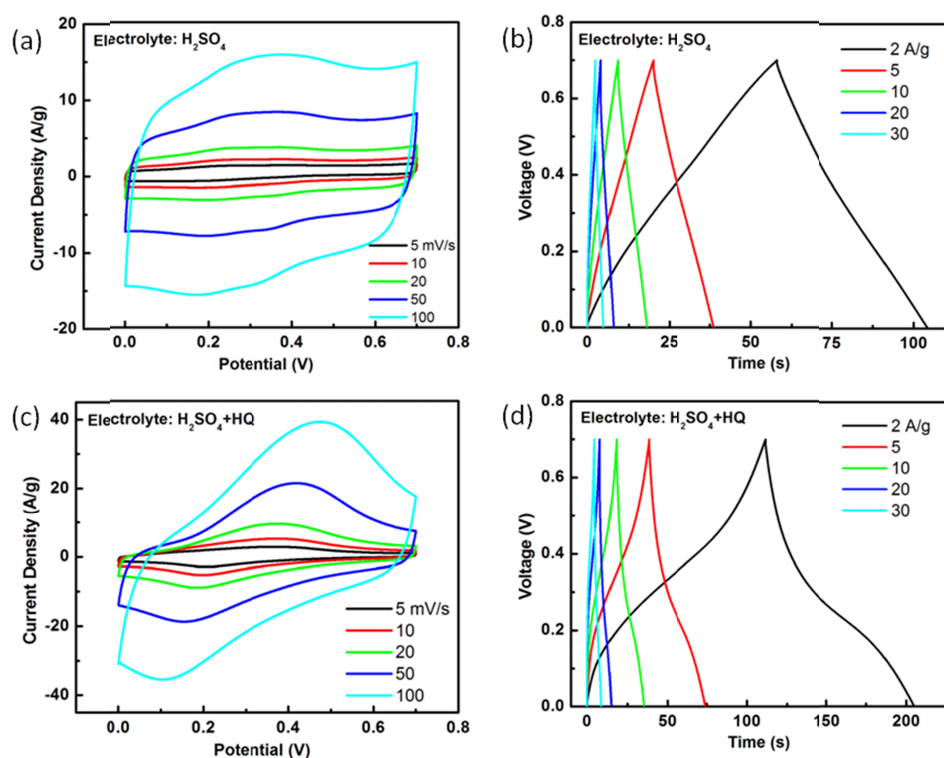 (a)
Electrolyte: H₂SO₄
20
10
0
-10
-20
Current Density (A/g)
5 mV/s
10
20
50
100
0.0 0.2 0.4 0.6 0.8
Potential (V)
(b)
Electrolyte: H₂SO₄
0.8
0.6
0.4
0.2
0.0
Voltage (V)
2 A/g
5
10
20
30
0 25 50 75 100
Time (s)
(c)
Electrolyte: H₂SO₄+HQ
40
20
0
-20
-40
Current Density (A/g)
5 mV/s
10
20
50
100
0.0 0.2 0.4 0.6 0.8
Potential (V)
(d)
Electrolyte: H₂SO₄+HQ
0.8
0.6
0.4
0.2
0.0
Voltage (V)
2 A/g
5
10
20
30
0 50 100 150 200
Time (s)